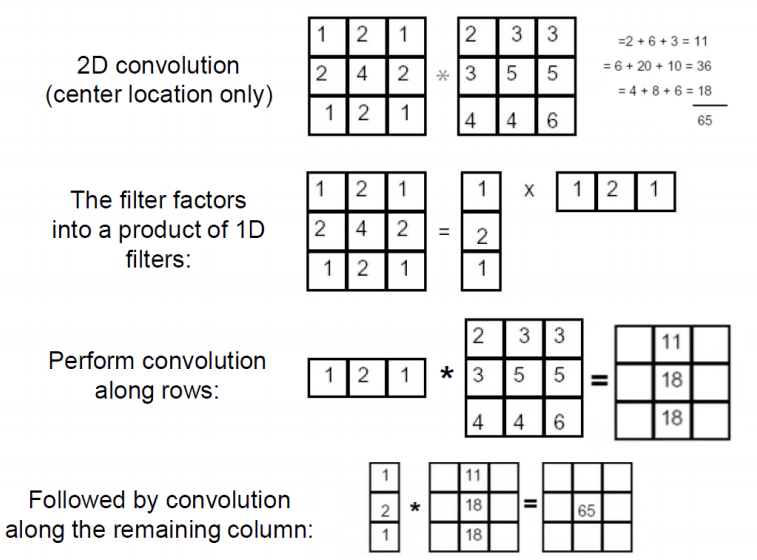 2D convolution
(center location only)
1 2 1
2 4 2
1 2 1
*
2 3 3
3 5 5
4 4 6
=2 + 6 + 3 = 11
= 6 + 20 + 10 = 36
= 4 + 8 + 6 = 18
65
The filter factors
into a product of 1D
filters:
1 2 1
2 4 2
1 2 1
=
1
2
1
x
1 2 1
Perform convolution
along rows:
1 2 1
*
2 3 3
3 5 5
4 4 6
=
11
18
18
Followed by convolution
along the remaining column:
1
2
1
*
11
18
18
=
65